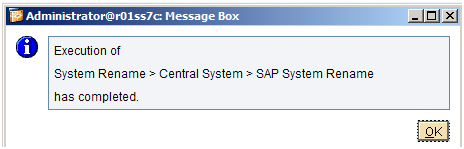 Administrator@r01ss7c: Message Box
Execution of
System Rename > Central System > SAP System Rename
has completed.
OK